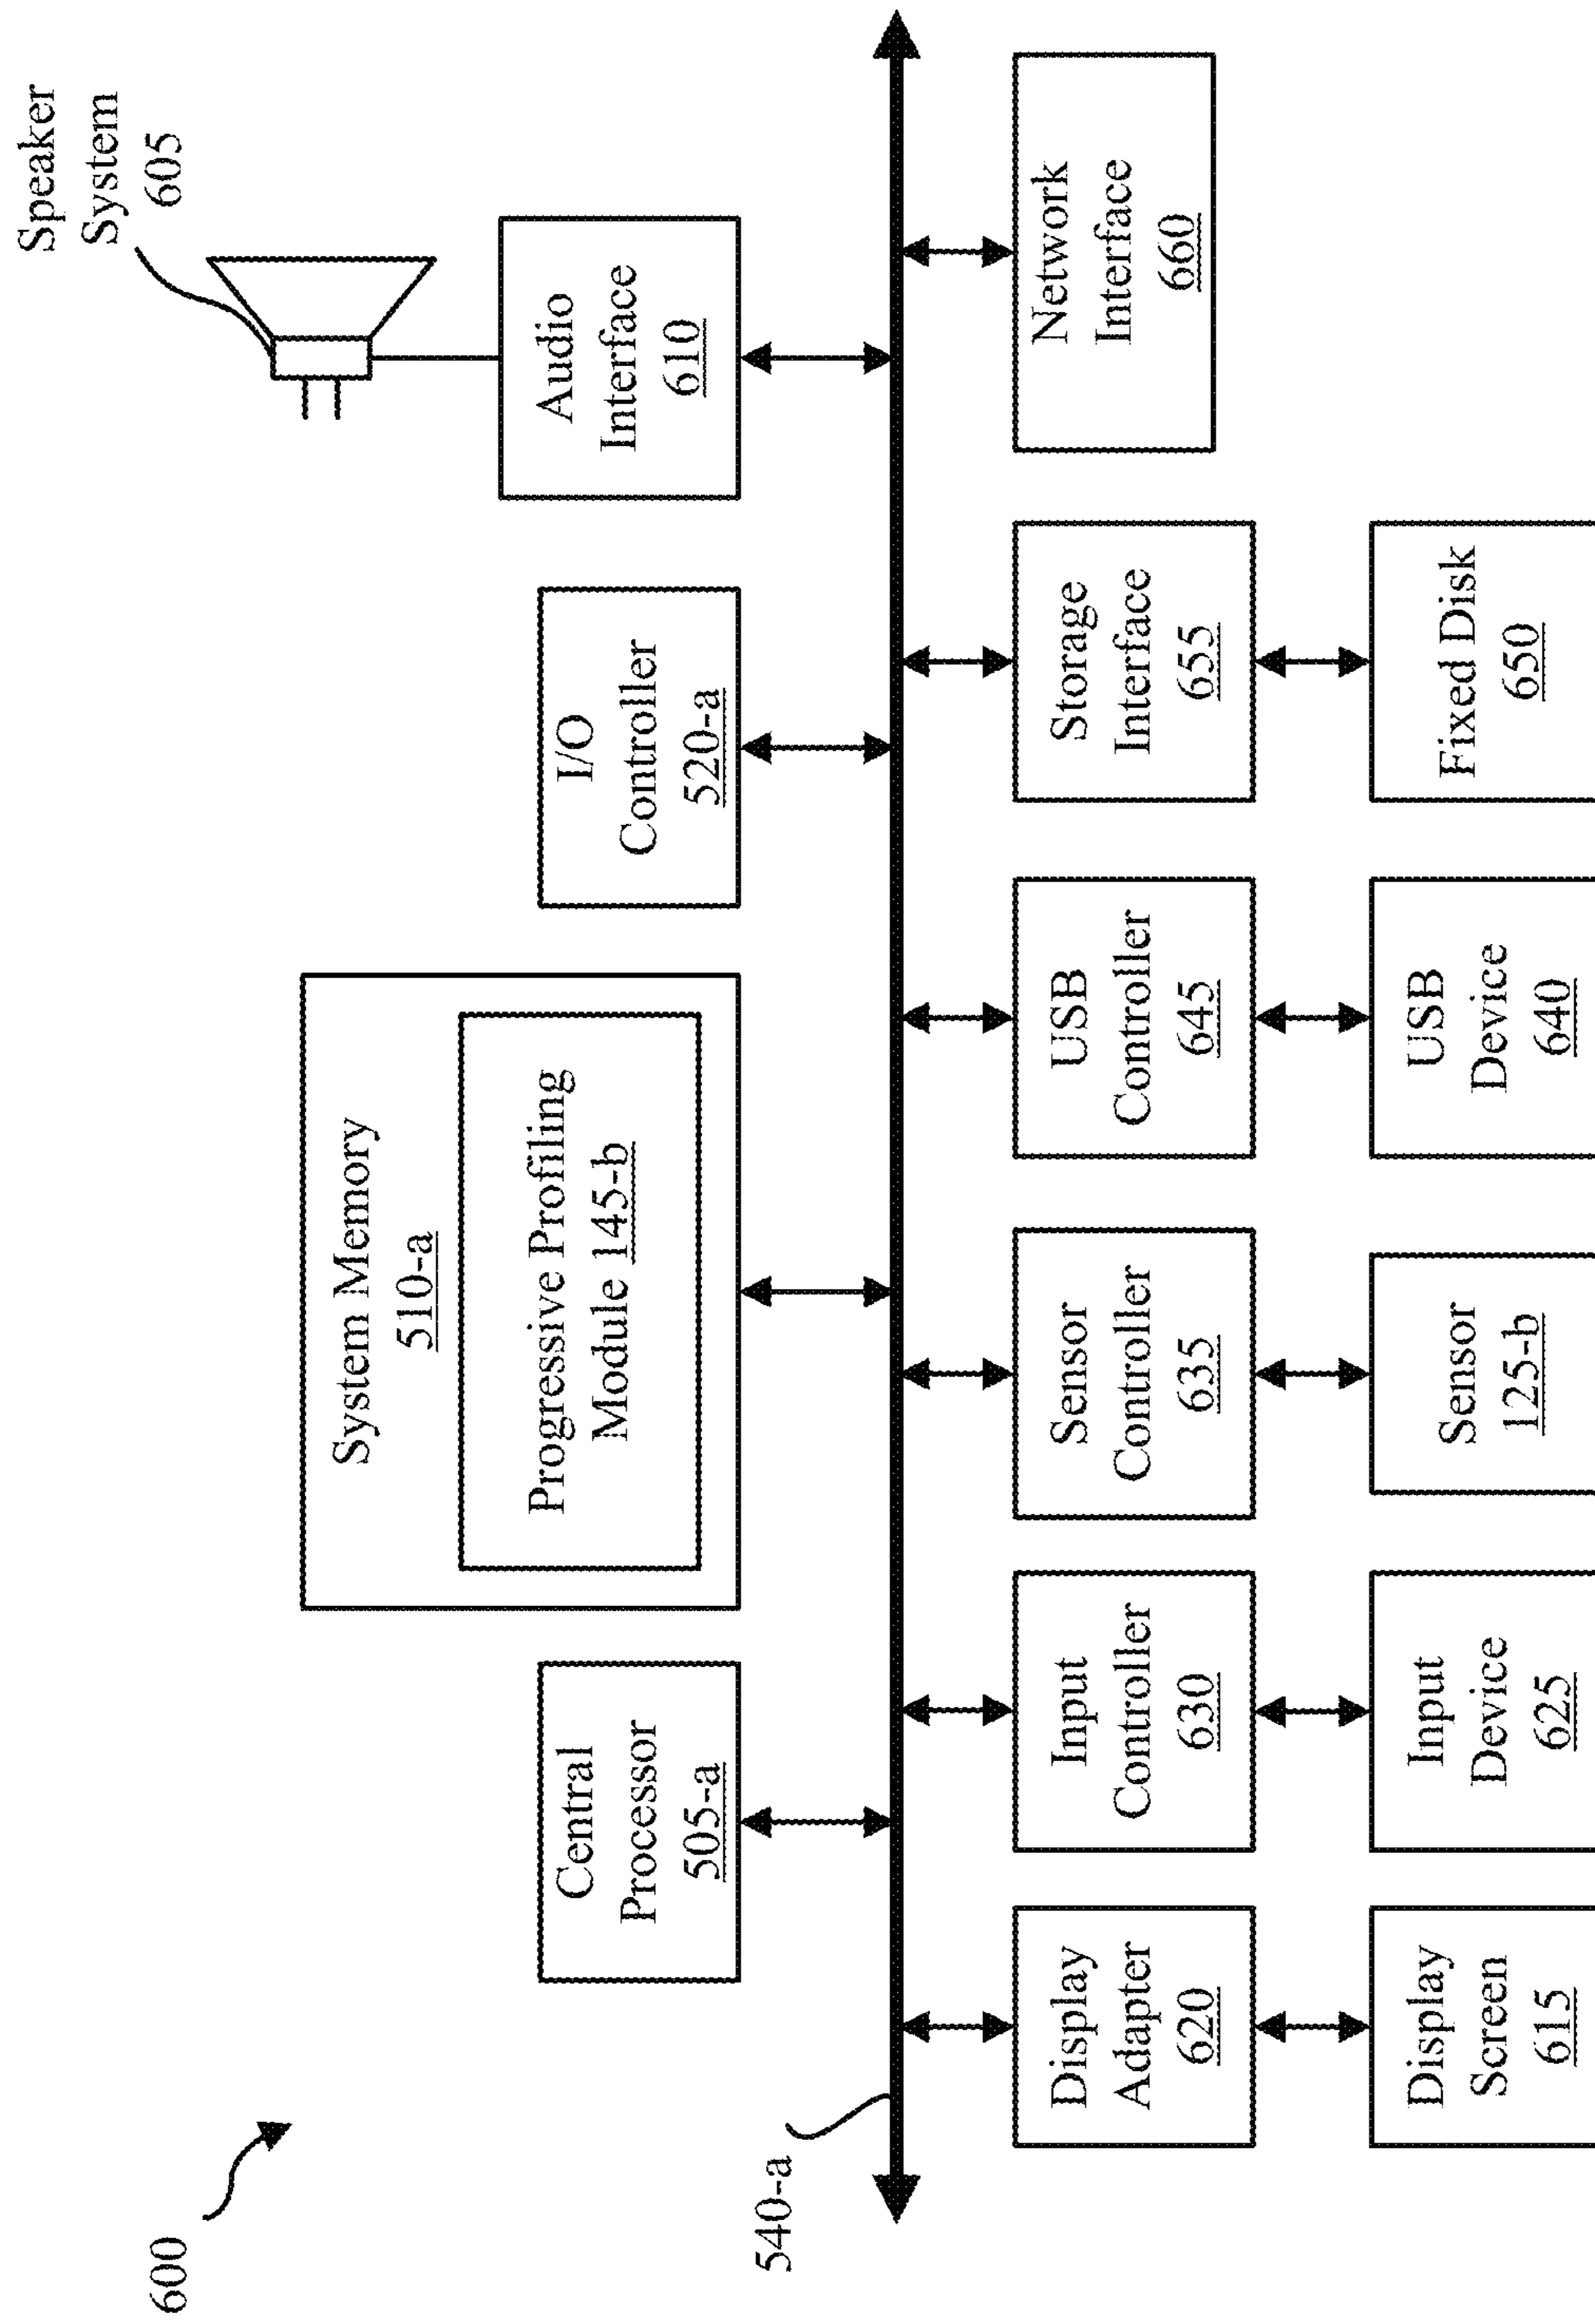 600
Speaker
System
605
Central
Processor
505-a
System Memory
510-a
Progressive Profiling
Module 145-b
I/O
Controller
520-a
Audio
Interface
610
540-a
Display
Adapter
620
Input
Controller
630
Sensor
Controller
635
USB
Controller
645
Storage
Interface
655
Network
Interface
660
Display
Screen
615
Input
Device
625
Sensor
125-b
USB
Device
640
Fixed Disk
650